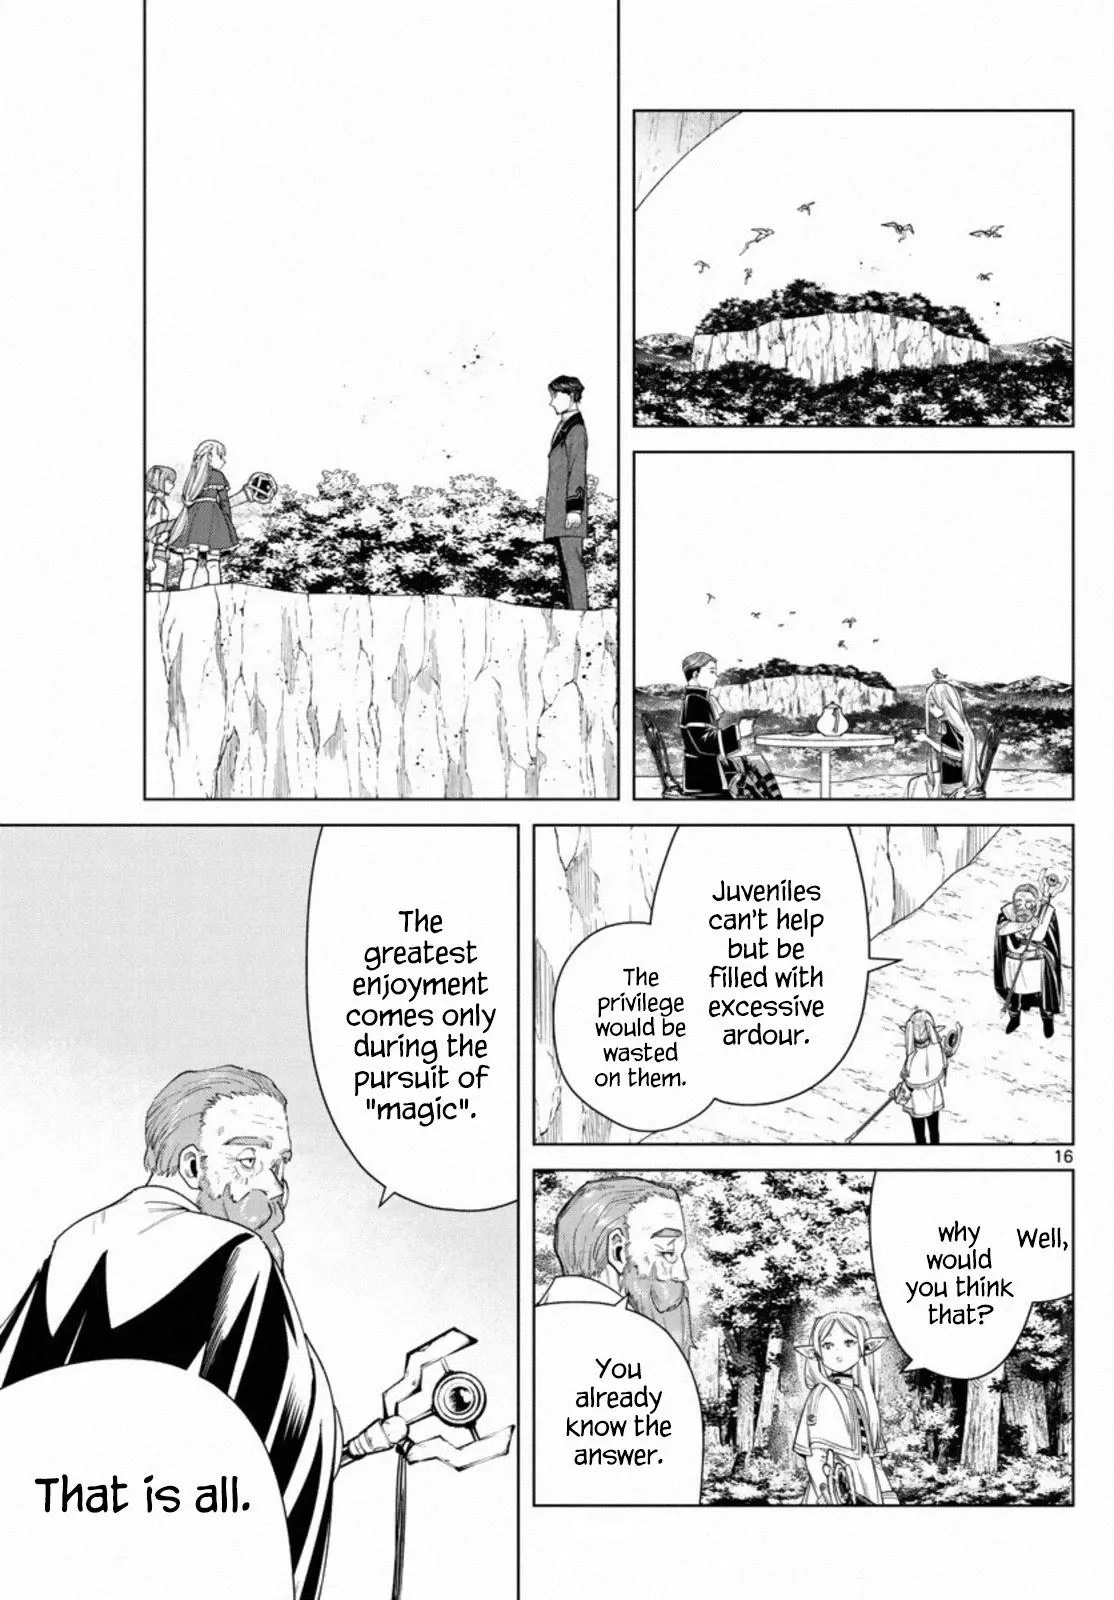 Juveniles
can't help
but be
filled with
excessive
ardour.
The
privilege
would be
wasted
on them.
16
Well,
why
would
you think
that?
You
already
know the
answer.
The
greatest
enjoyment
comes only
during the
pursuit of
"magic".
That is all.